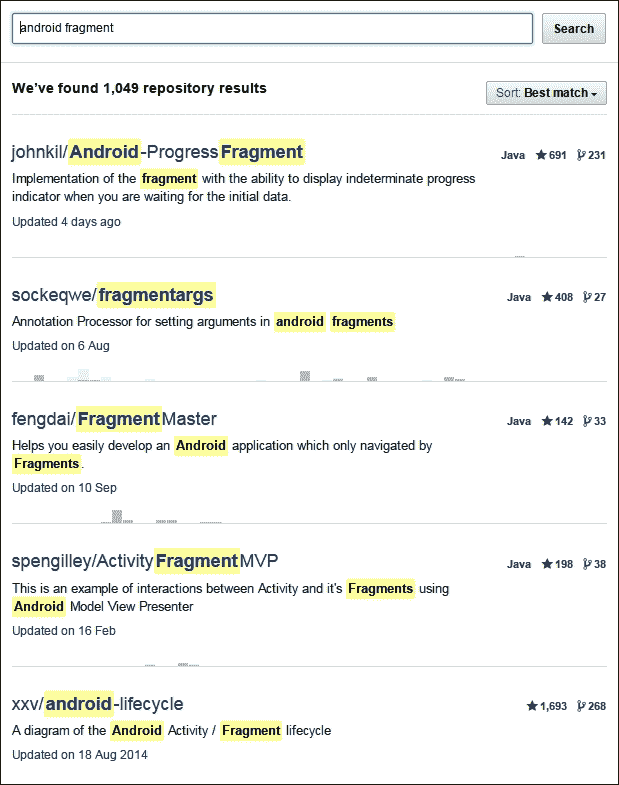 android fragment
Search
We've found 1,049 repository results
Sort: Best match
johnkil/Android-ProgressFragment
Java 691 231
Implementation of the fragment with the ability to display indeterminate progress
indicator when you are waiting for the initial data.
Updated 4 days ago
sockeqwe/fragmentargs
Java 408 27
Annotation Processor for setting arguments in android fragments
Updated on 6 Aug
fengdai/FragmentMaster
Java 142 33
Helps you easily develop an Android application which only navigated by
Fragments.
Updated on 10 Sep
spengilley/ActivityFragmentMVP
Java 198 38
This is an example of interactions between Activity and it's Fragments using
Android Model View Presenter
Updated on 16 Feb
xxv/android-lifecycle
1,693 268
A diagram of the Android Activity / Fragment lifecycle
Updated on 18 Aug 2014